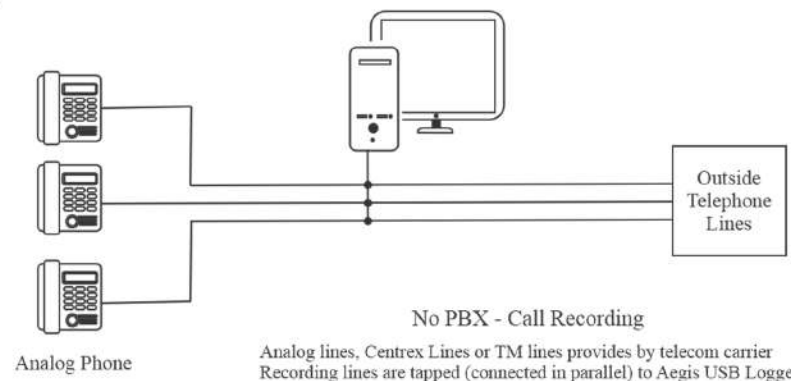 Outside
Telephone
Lines
No PBX - Call Recording
Analog Phone
Analog lines, Centrex Lines or TM lines provides by telecom carrier
Recording lines are tapped (connected in parallel) to Aegis USB Logge